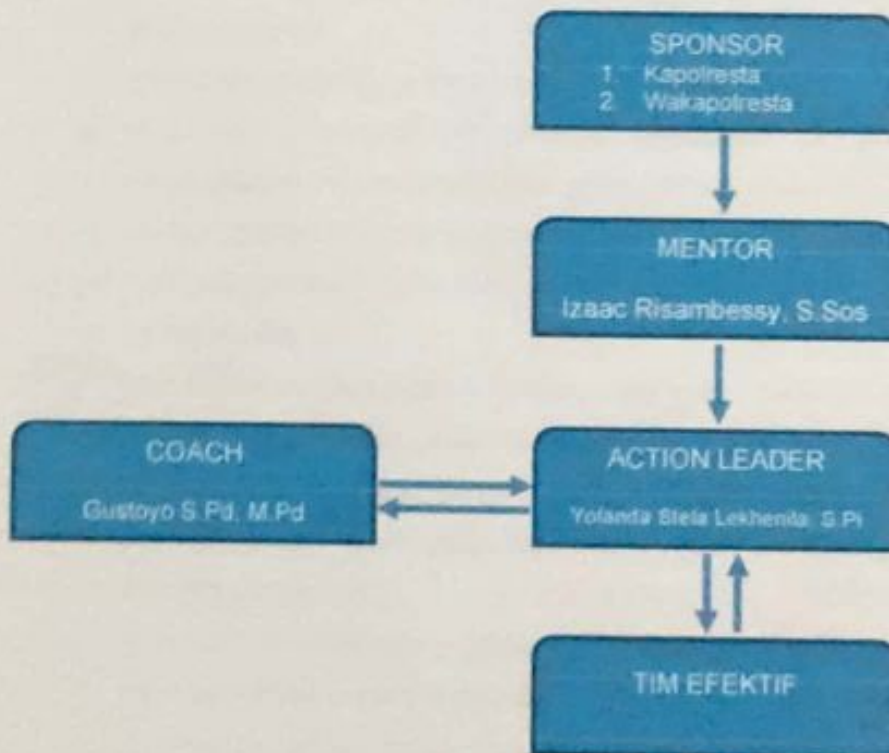 SPONSOR
1. Kapolresta
2. Wakapolresta
MENTOR
Izaac Risambessy, S.Sos
COACH
Gustoyo S.Pd, M.Pd
ACTION LEADER
Yolanda Stela Lekhenila S.Pi
TIM EFEKTIF